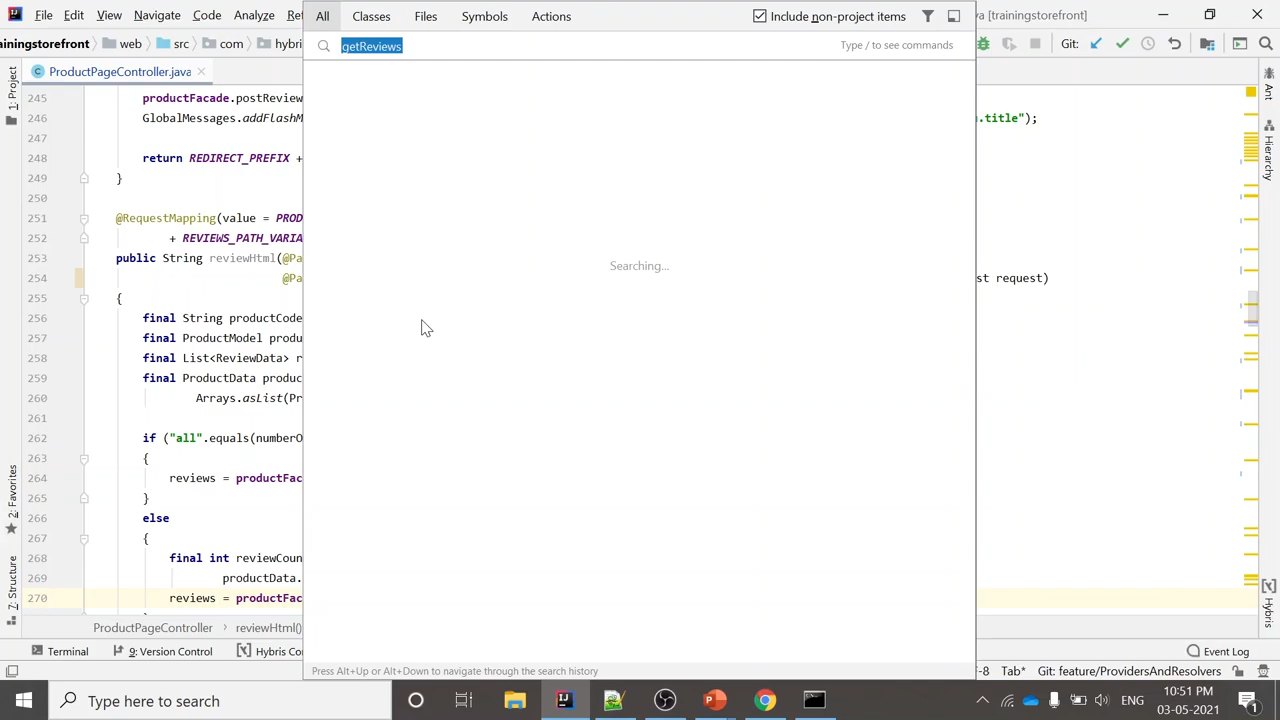 File Edit View Navigate Code Analyze Ref
All Classes Files Symbols Actions Include non-project items
a [trainingstorefront]
ainingstorefront web src com hybri
getReviews Type / to see commands
Git:
ProductPageController.java
1: Project
2: Favorites
7: Structure
Ant
Hierarchy
Hybris
245 productFacade.postReview
246 GlobalMessages.addFlashM n.title");
247
248 return REDIRECT_PREFIX +
249 }
250
251 @RequestMapping(value = PROD
252 + REVIEWS_PATH_VARIA
253 public String reviewHtml(@Pa
254 @Pa st request)
255 {
256 final String productCode
257 final ProductModel produ
258 final List<ReviewData> r
259 final ProductData produc
260 Arrays.asList(Pr
261
262 if ("all".equals(numberO
263 {
264 reviews = productFac
265 }
266 else
267 {
268 final int reviewCoun
269 productData.
270 reviews = productFac
Searching...
ProductPageController › reviewHtml()
Terminal 9: Version Control Hybris Co Event Log
Press Alt+Up or Alt+Down to navigate through the search history
F-8 Tab* Git: feature/ProvidersAndResolvers
Type here to search
ENG
10:51 PM
03-05-2021
1